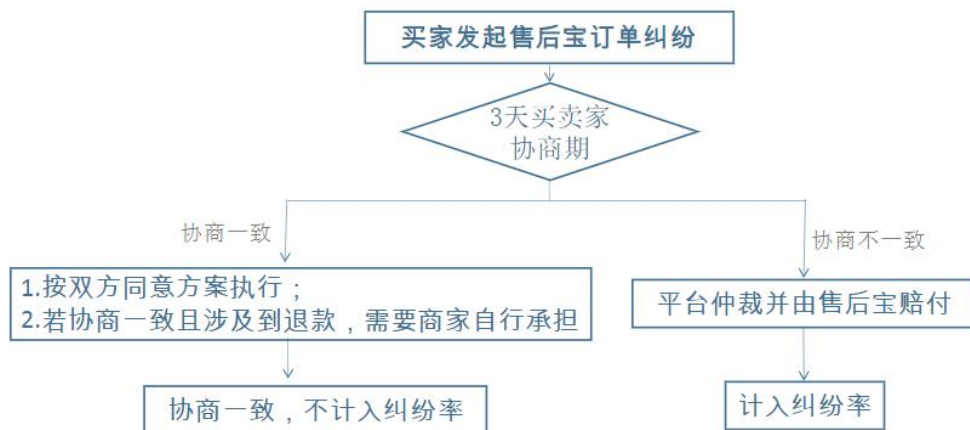 买家发起售后宝订单纠纷
3天买卖家
协商期
协商一致
协商不一致
1.按双方同意方案执行；
2.若协商一致且涉及到退款，需要商家自行承担
平台仲裁并由售后宝赔付
协商一致，不计入纠纷率
计入纠纷率